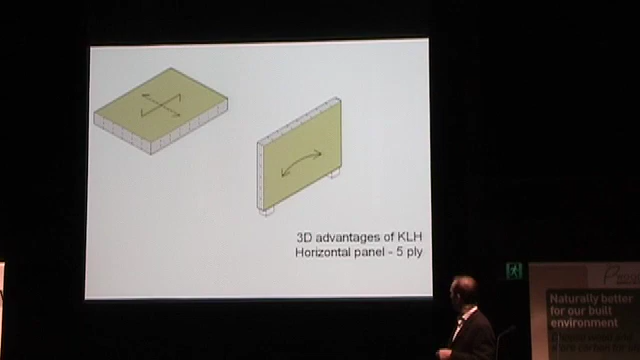 3D advantages of KLH
Horizontal panel - 5 ply
Naturally better
for our built
environment